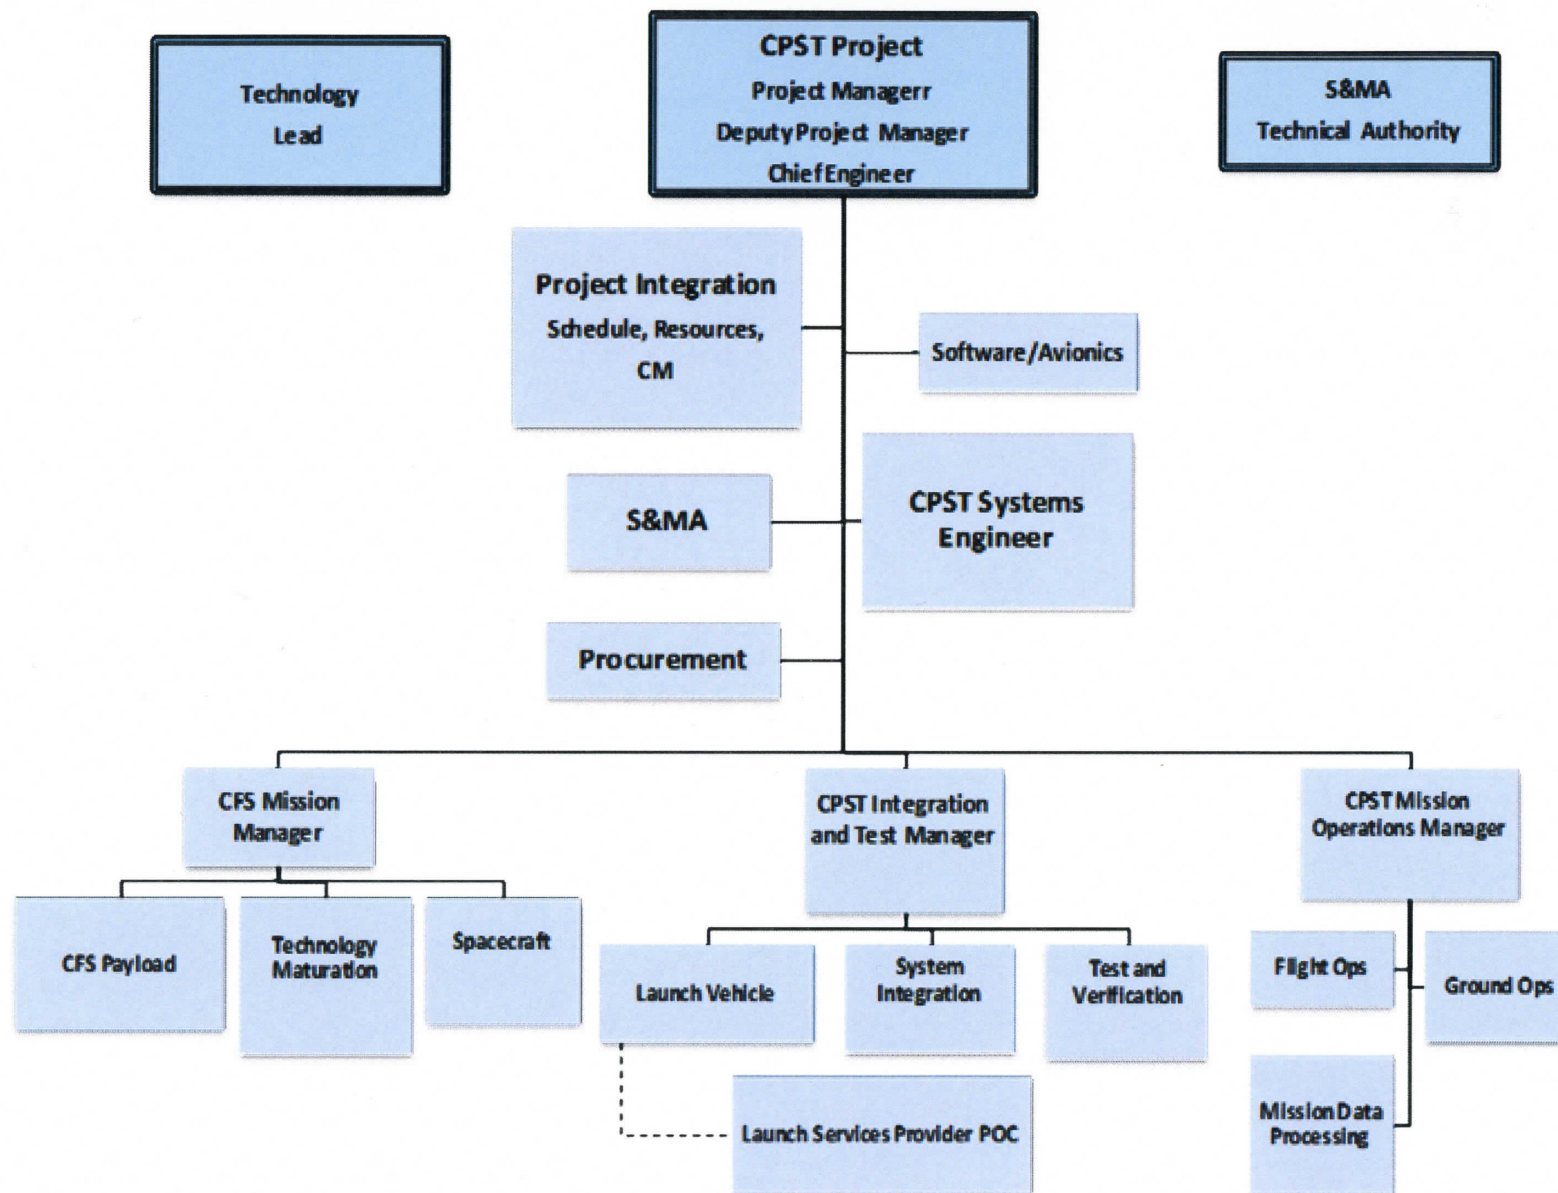 Technology
Lead
CPST Project
Project Managerr
Deputy Project Manager
Chief Engineer
S&MA
Technical Authority
Project Integration
Schedule, Resources,
CM
Software/Avionics
S&MA
CPST Systems
Engineer
Procurement
CFS Mission
Manager
CPST Integration
and Test Manager
CPST Mission
Operations Manager
CFS Payload
Technology
Maturation
Spacecraft
Launch Vehicle
System
Integration
Test and
Verification
Flight Ops
Ground Ops
Launch Services Provider POC
Mission Data
Processing